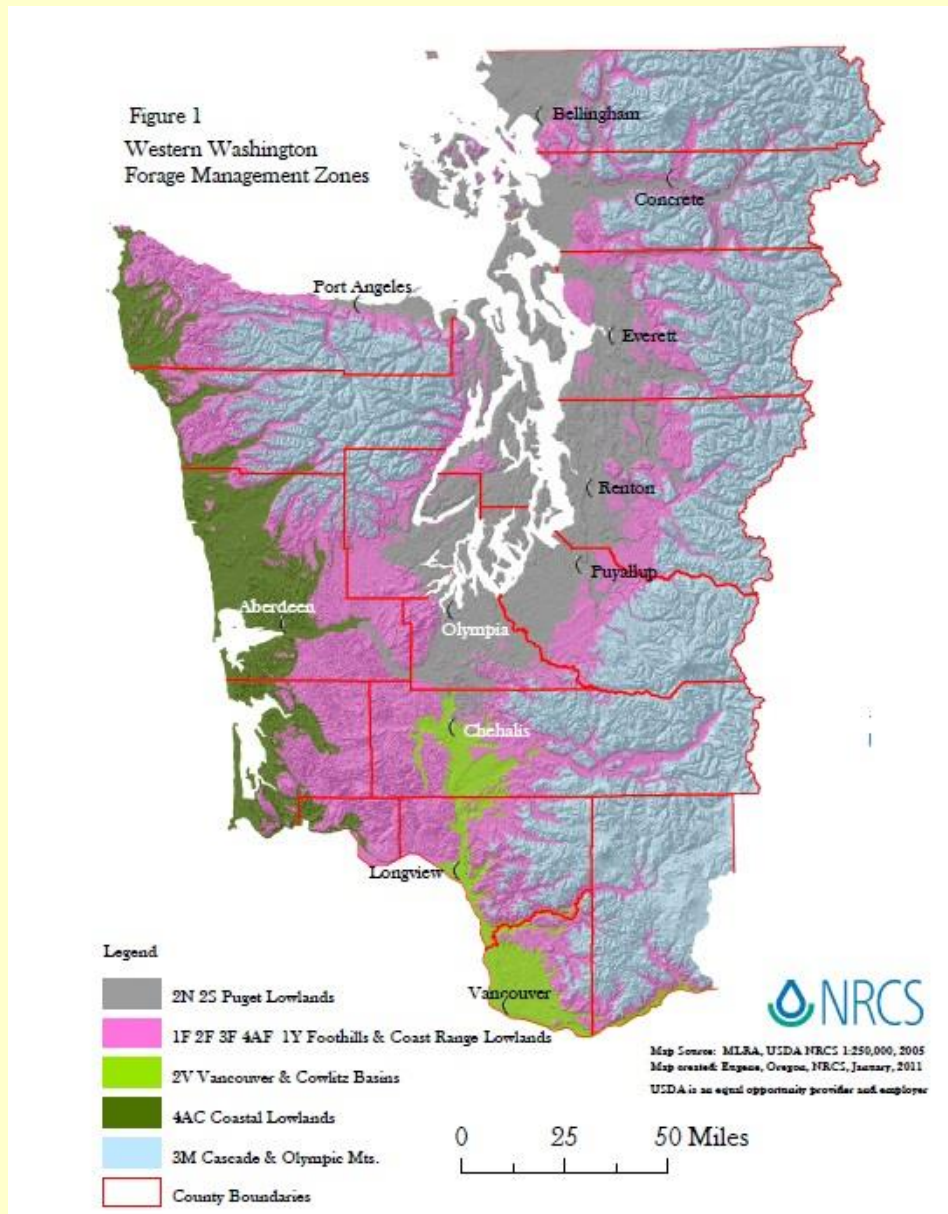 Figure 1
Western Washington
Forage Management Zones
Bellingham
Concrete
Port Angeles
Everett
Renton
Puyallup
Aberdeen
Olympia
Chehalis
Longview
Vancouver
Legend
2N 2S Puget Lowlands
1F 2F 3F 4AF 1Y Foothills & Coast Range Lowlands
2V Vancouver & Cowlitz Basins
4AC Coastal Lowlands
3M Cascade & Olympic Mts.
County Boundaries
0 25 50 Miles
NRCS
Map Source: MLRA, USDA NRCS 1:250,000, 2005
Map created: Eugene, Oregon, NRCS, January, 2011
USDA is an equal opportunity provider and employer